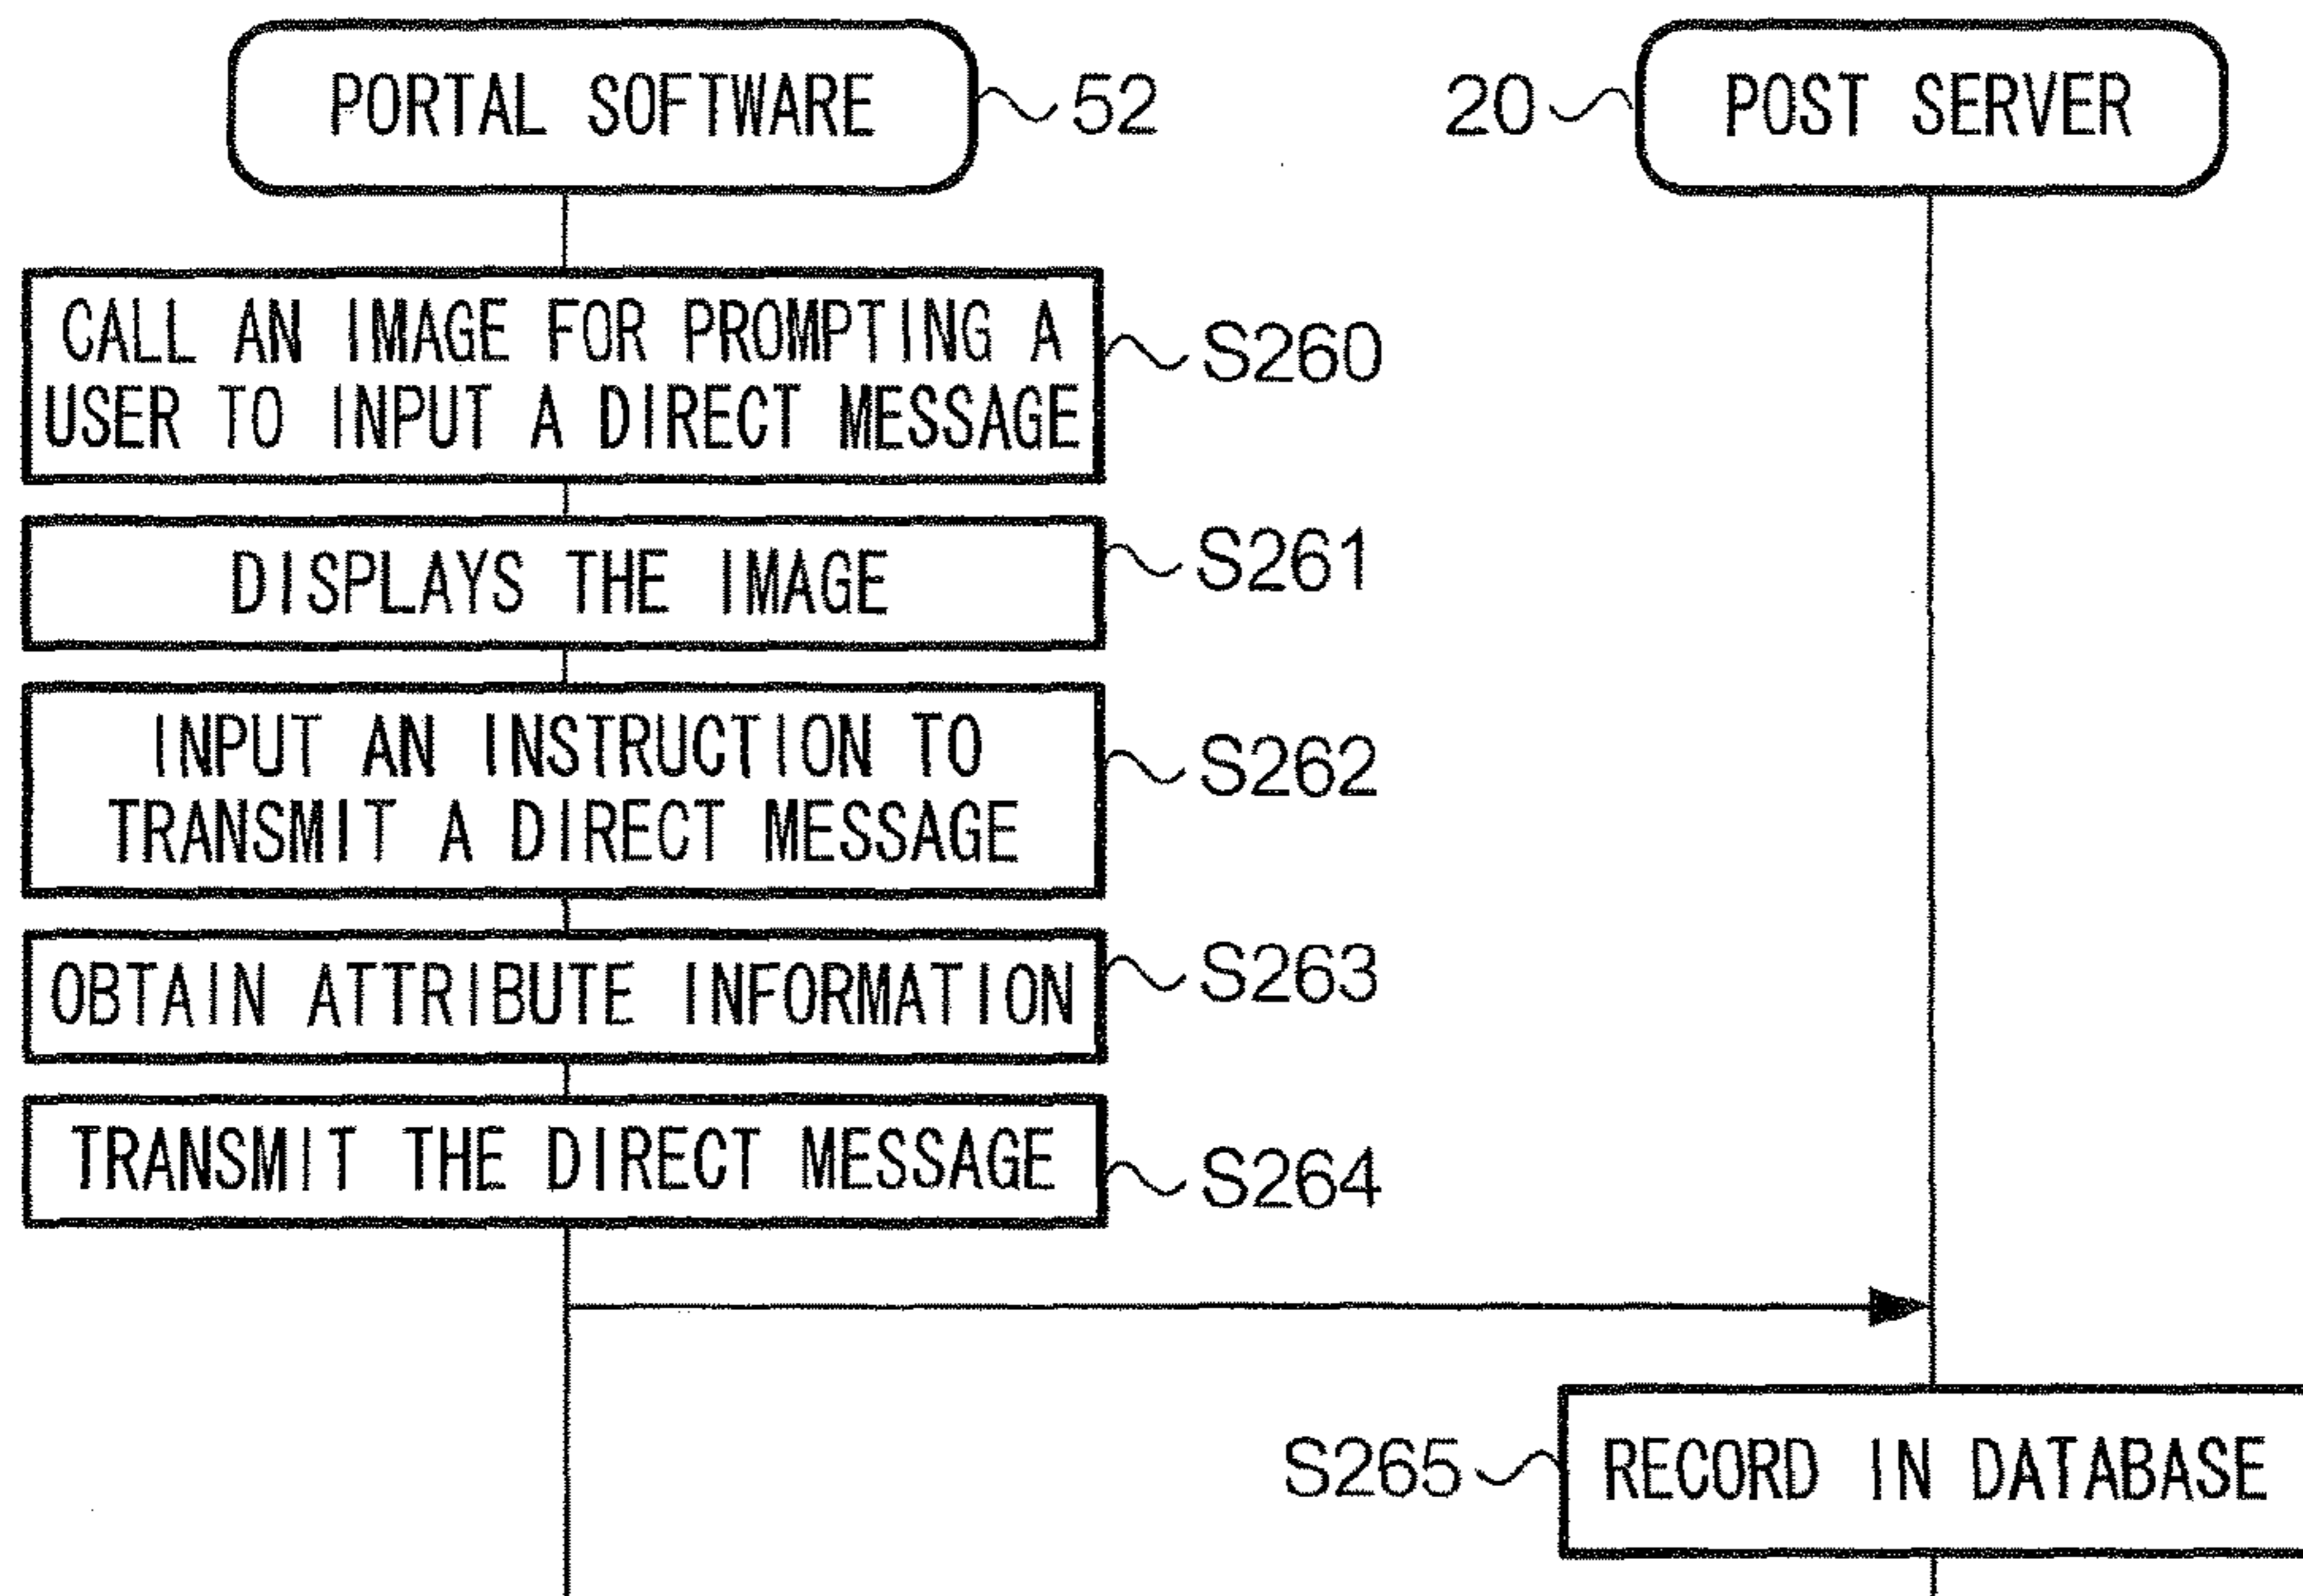 PORTAL SOFTWARE
52
20
POST SERVER
CALL AN IMAGE FOR PROMPTING A
USER TO INPUT A DIRECT MESSAGE
S260
DISPLAYS THE IMAGE
S261
INPUT AN INSTRUCTION TO
TRANSMIT A DIRECT MESSAGE
S262
OBTAIN ATTRIBUTE INFORMATION
S263
TRANSMIT THE DIRECT MESSAGE
S264
S265
RECORD IN DATABASE